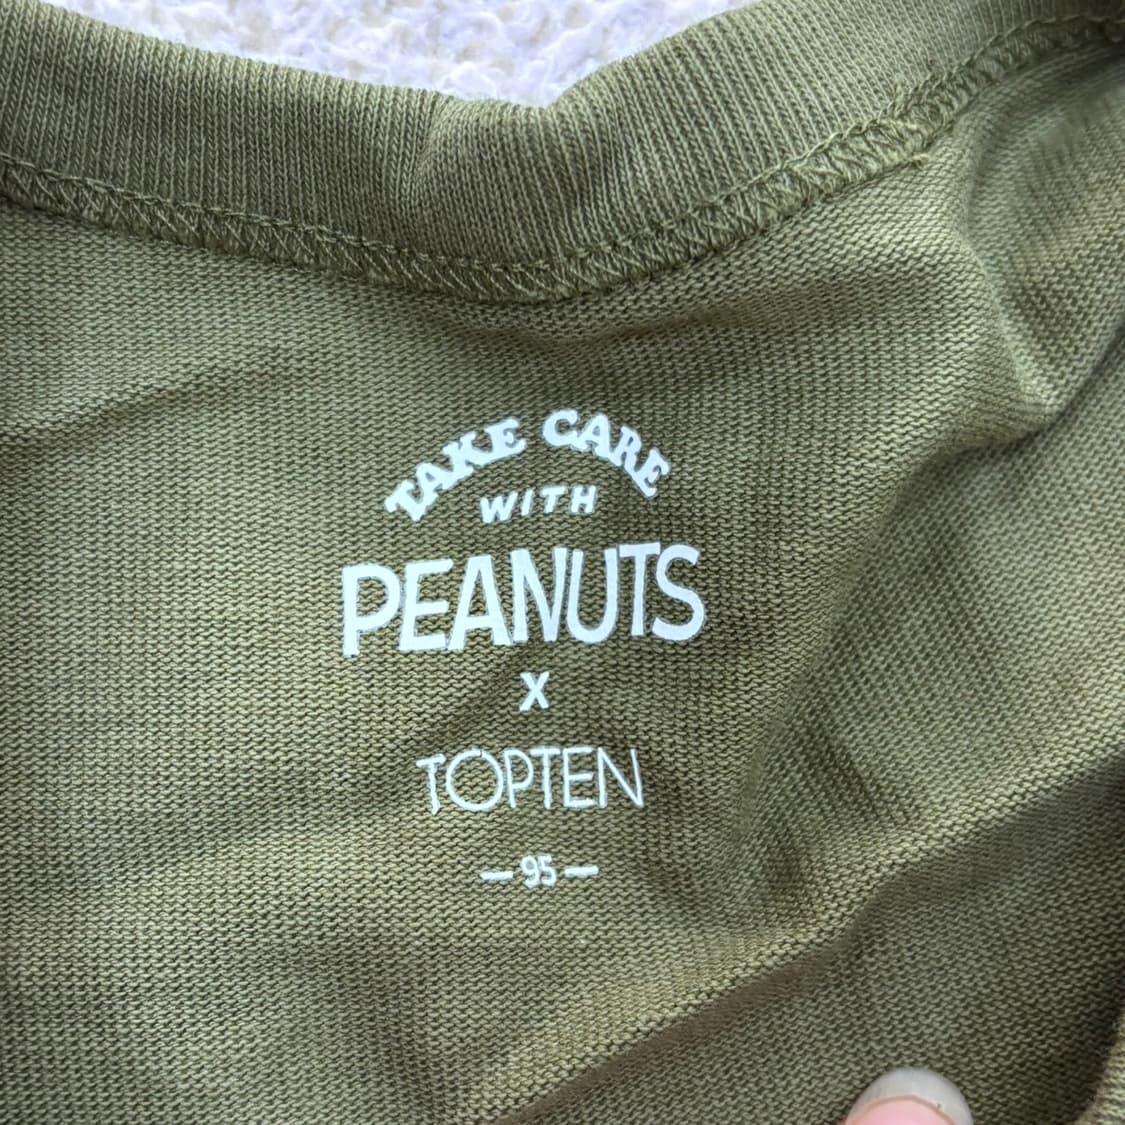 TAKE CARE
WITH
PEANUTS
X
TOPTEN
—95—